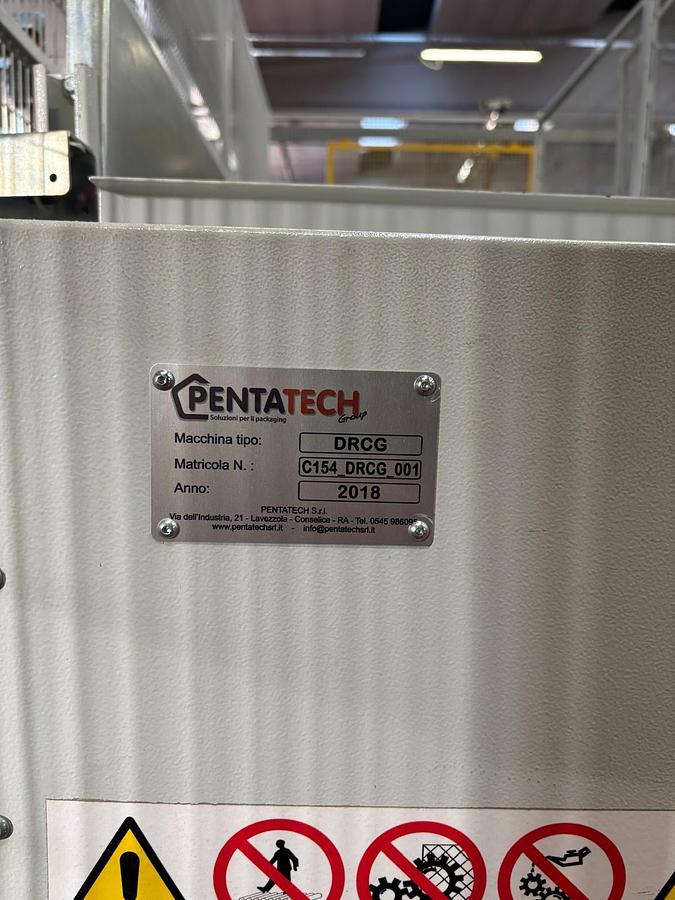 PENTATECH
Group
Soluzioni per il packaging
Macchina tipo: DRCG
Matricola N. : C154_DRCG_001
Anno: 2018
PENTATECH S.r.l.
Via dell'Industria, 21 - Lavezzola - Conselice - RA - Tel. 0545
www.pentatechsrl.it - info@pentatechsrl.it